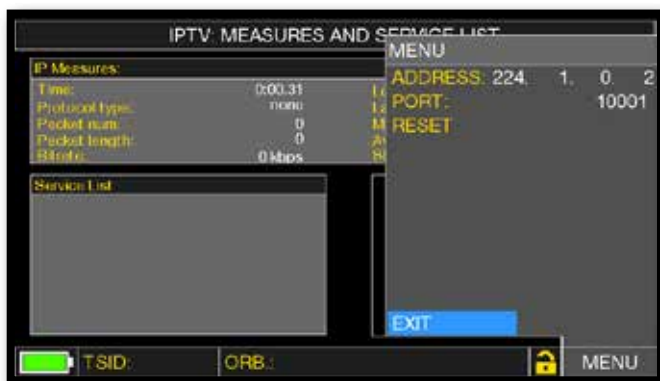 IPTV: MEASURES AND SERVICE LIST
MENU
ADDRESS: 224. 1. 0. 2
PORT: 10001
RESET
EXIT
IP Measures:
Time: 0:00.31
Protocol type: none
Packet num: 0
Packet length: 0
Bitrate: 0 kbps
Service List
TSID:
ORB.:
MENU